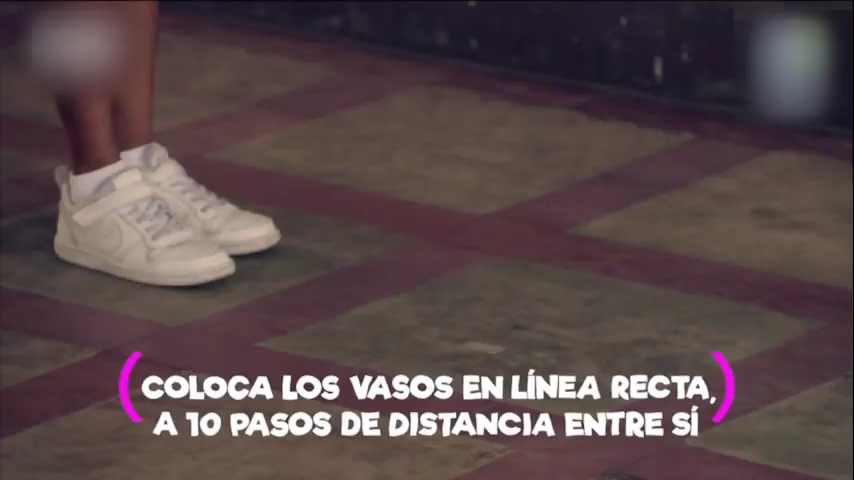 COLOCA LOS VASOS EN LÍNEA RECTA,
A 10 PASOS DE DISTANCIA ENTRE SÍ